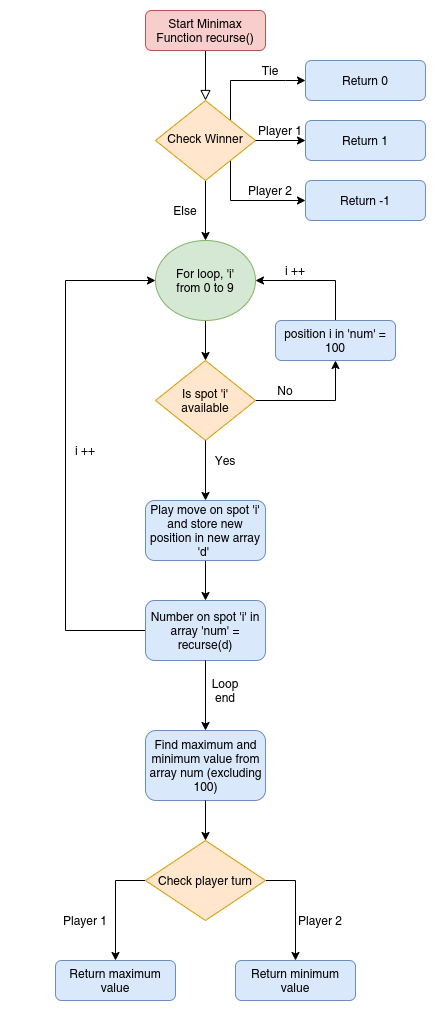 Start Minimax
Function recurse()
Tie
Return 0
Check Winner
Player 1
Return 1
Player 2
Return -1
Else
For loop, 'i'
from 0 to 9
i ++
position i in 'num' =
100
Is spot 'i'
available
No
i ++
Yes
Play move on spot 'i'
and store new
position in new array
'd'
Number on spot 'i' in
array 'num' =
recurse(d)
Loop
end
Find maximum and
minimum value from
array num (excluding
100)
Check player turn
Player 1
Player 2
Return maximum
value
Return minimum
value